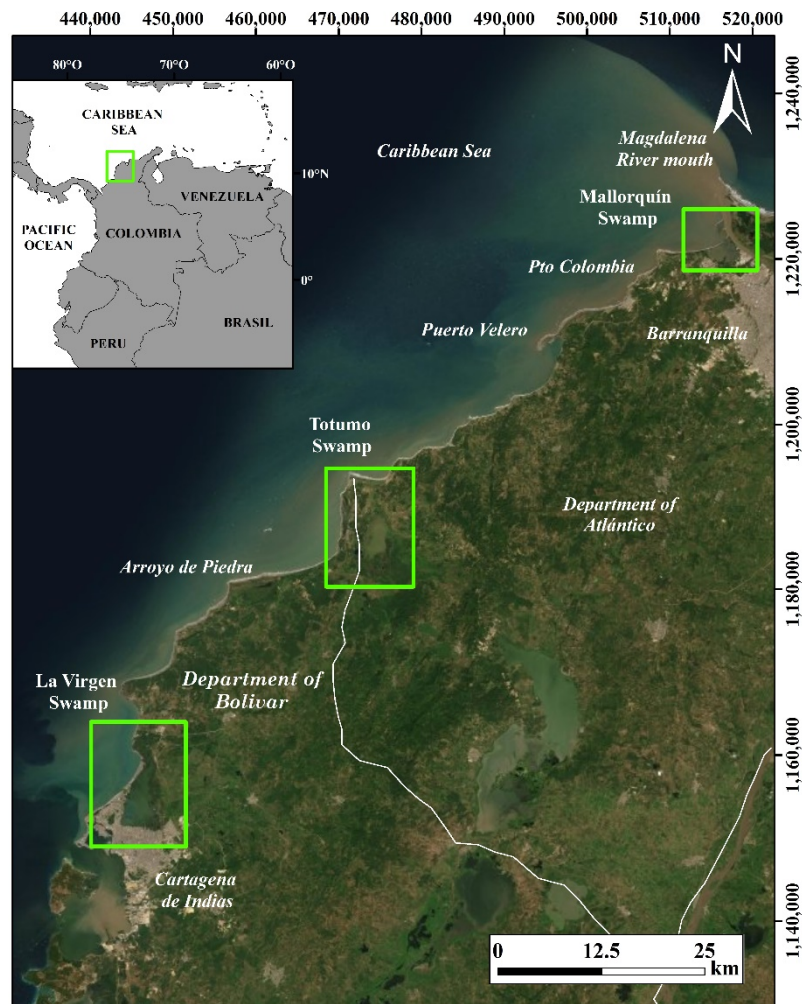 440,000 450,000 460,000 470,000 480,000 490,000 500,000 510,000 520,000
80°0 70°0 60°0
CARIBBEAN
SEA
10°N
VENEZUELA
PACIFIC
OCEAN
COLOMBIA
0°
BRASIL
PERU
N
Caribbean Sea
Magdalena
River mouth
Mallorquín
Swamp
Pto Colombia
Puerto Velero
Barranquilla
Totumo
Swamp
Department of
Atlántico
Arroyo de Piedra
La Virgen
Swamp
Department of
Bolivar
Cartagena
de Indias
0 12.5 25
km
1,240,000
1,220,000
1,200,000
1,180,000
1,160,000
1,140,000